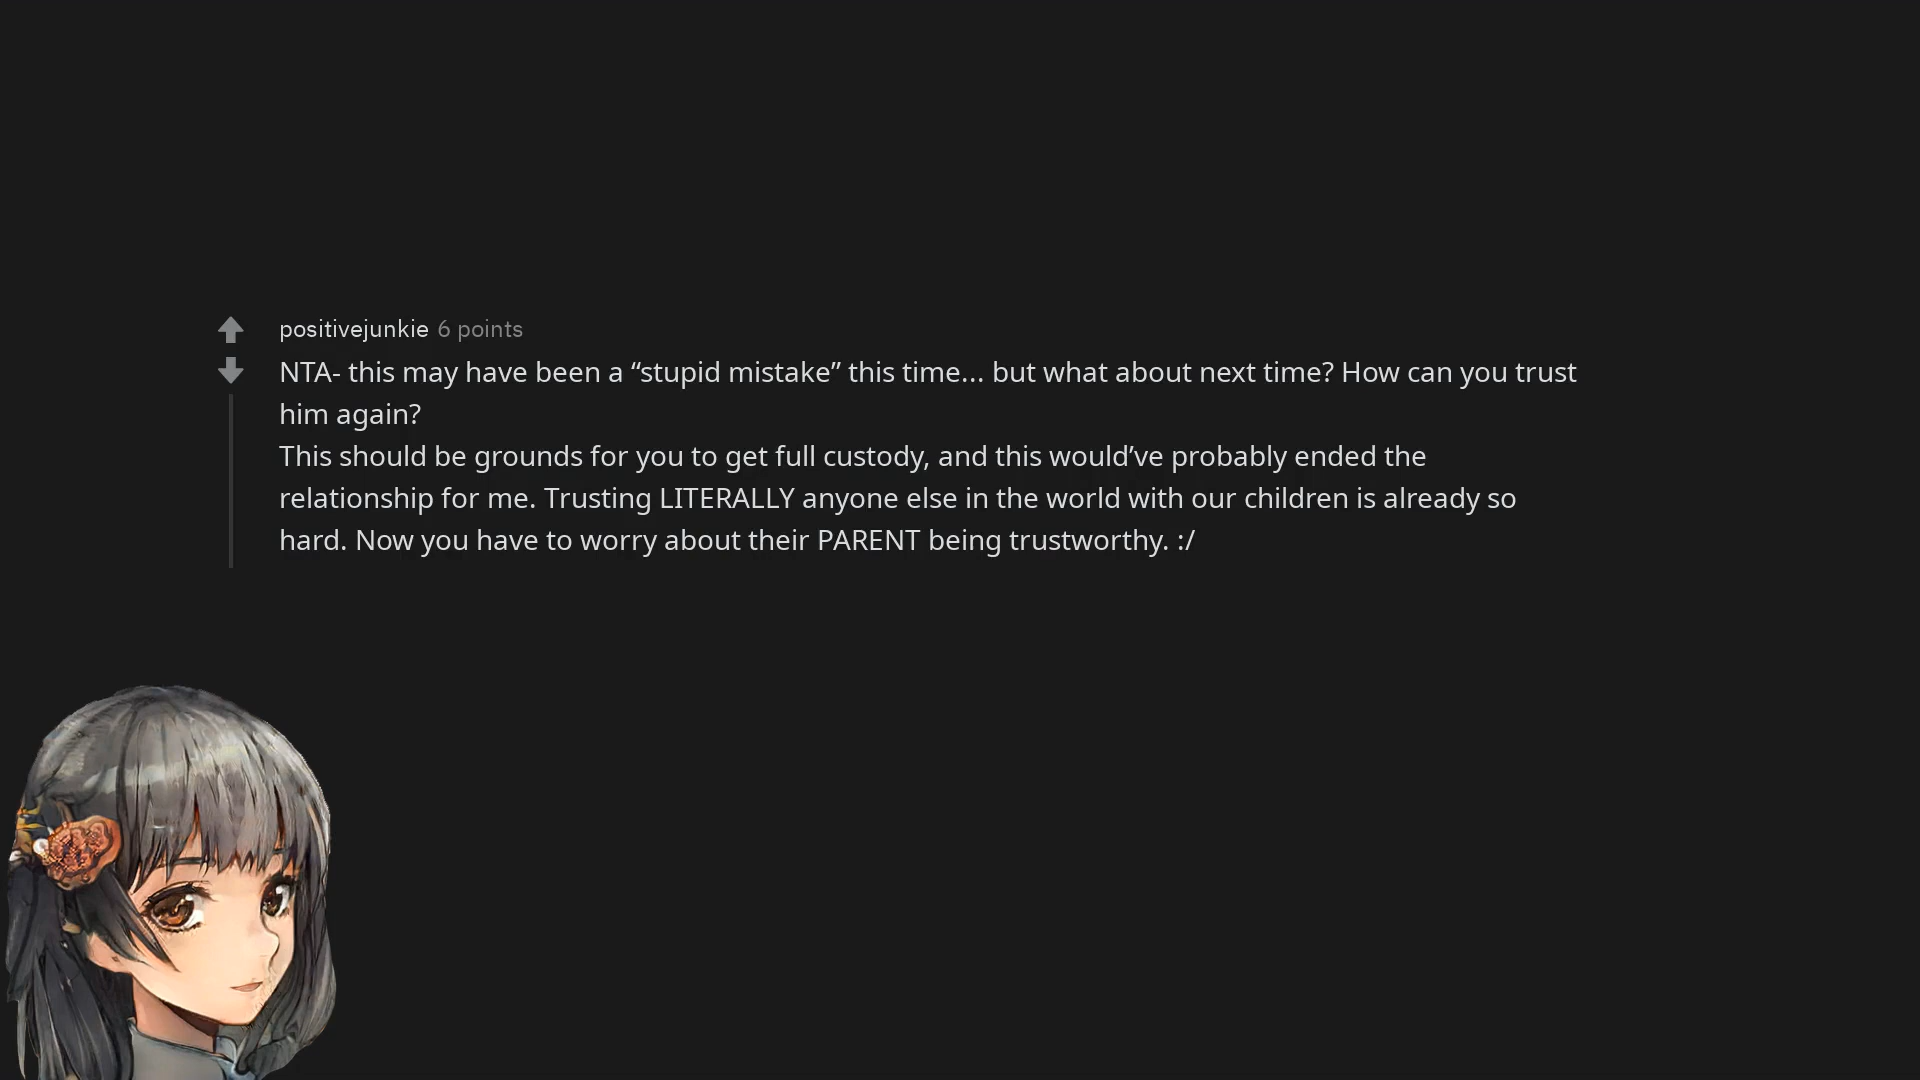 positivejunkie 6 points
NTA- this may have been a “stupid mistake” this time... but what about next time? How can you trust
him again?
This should be grounds for you to get full custody, and this would’ve probably ended the
relationship for me. Trusting LITERALLY anyone else in the world with our children is already so
hard. Now you have to worry about their PARENT being trustworthy. :/